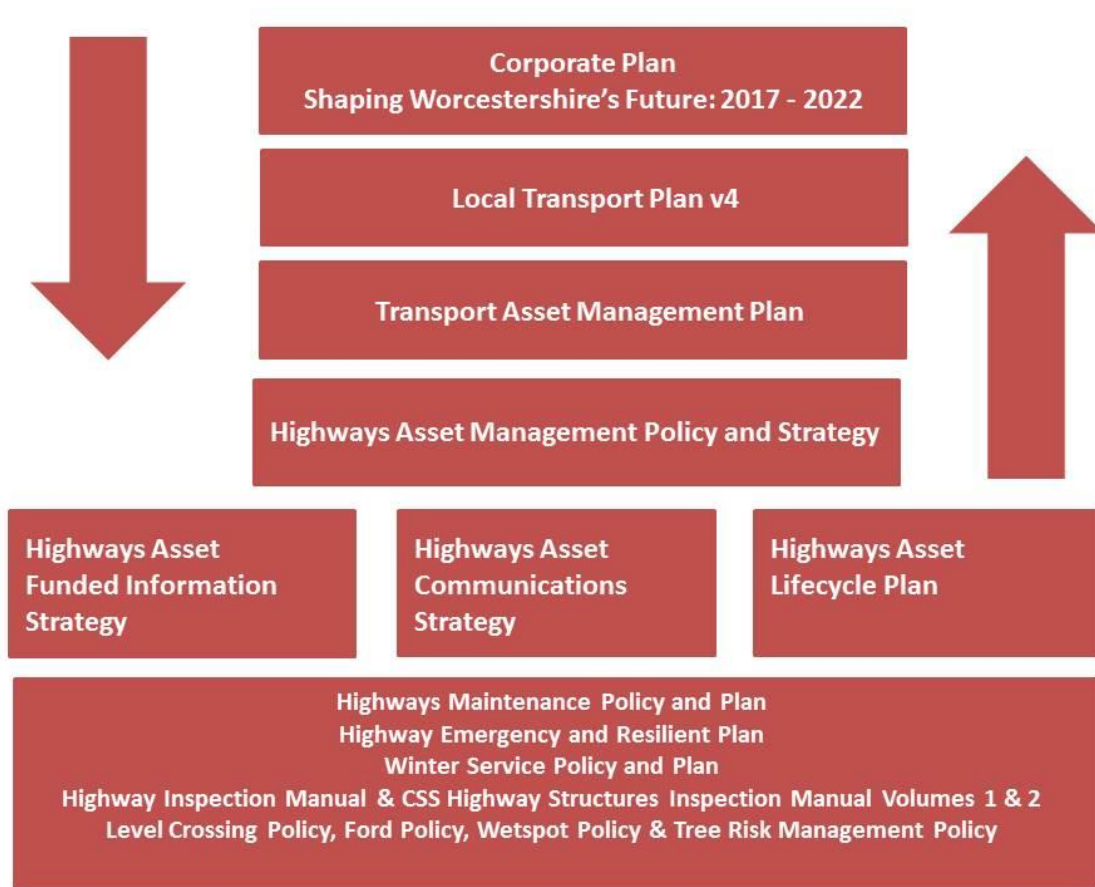 Corporate Plan
Shaping Worcestershire's Future: 2017 - 2022
Local Transport Plan v4
Transport Asset Management Plan
Highways Asset Management Policy and Strategy
Highways Asset
Funded Information
Strategy
Highways Asset
Communications
Strategy
Highways Asset
Lifecycle Plan
Highways Maintenance Policy and Plan
Highway Emergency and Resilient Plan
Winter Service Policy and Plan
Highway Inspection Manual & CSS Highway Structures Inspection Manual Volumes 1 & 2
Level Crossing Policy, Ford Policy, Wetspot Policy & Tree Risk Management Policy